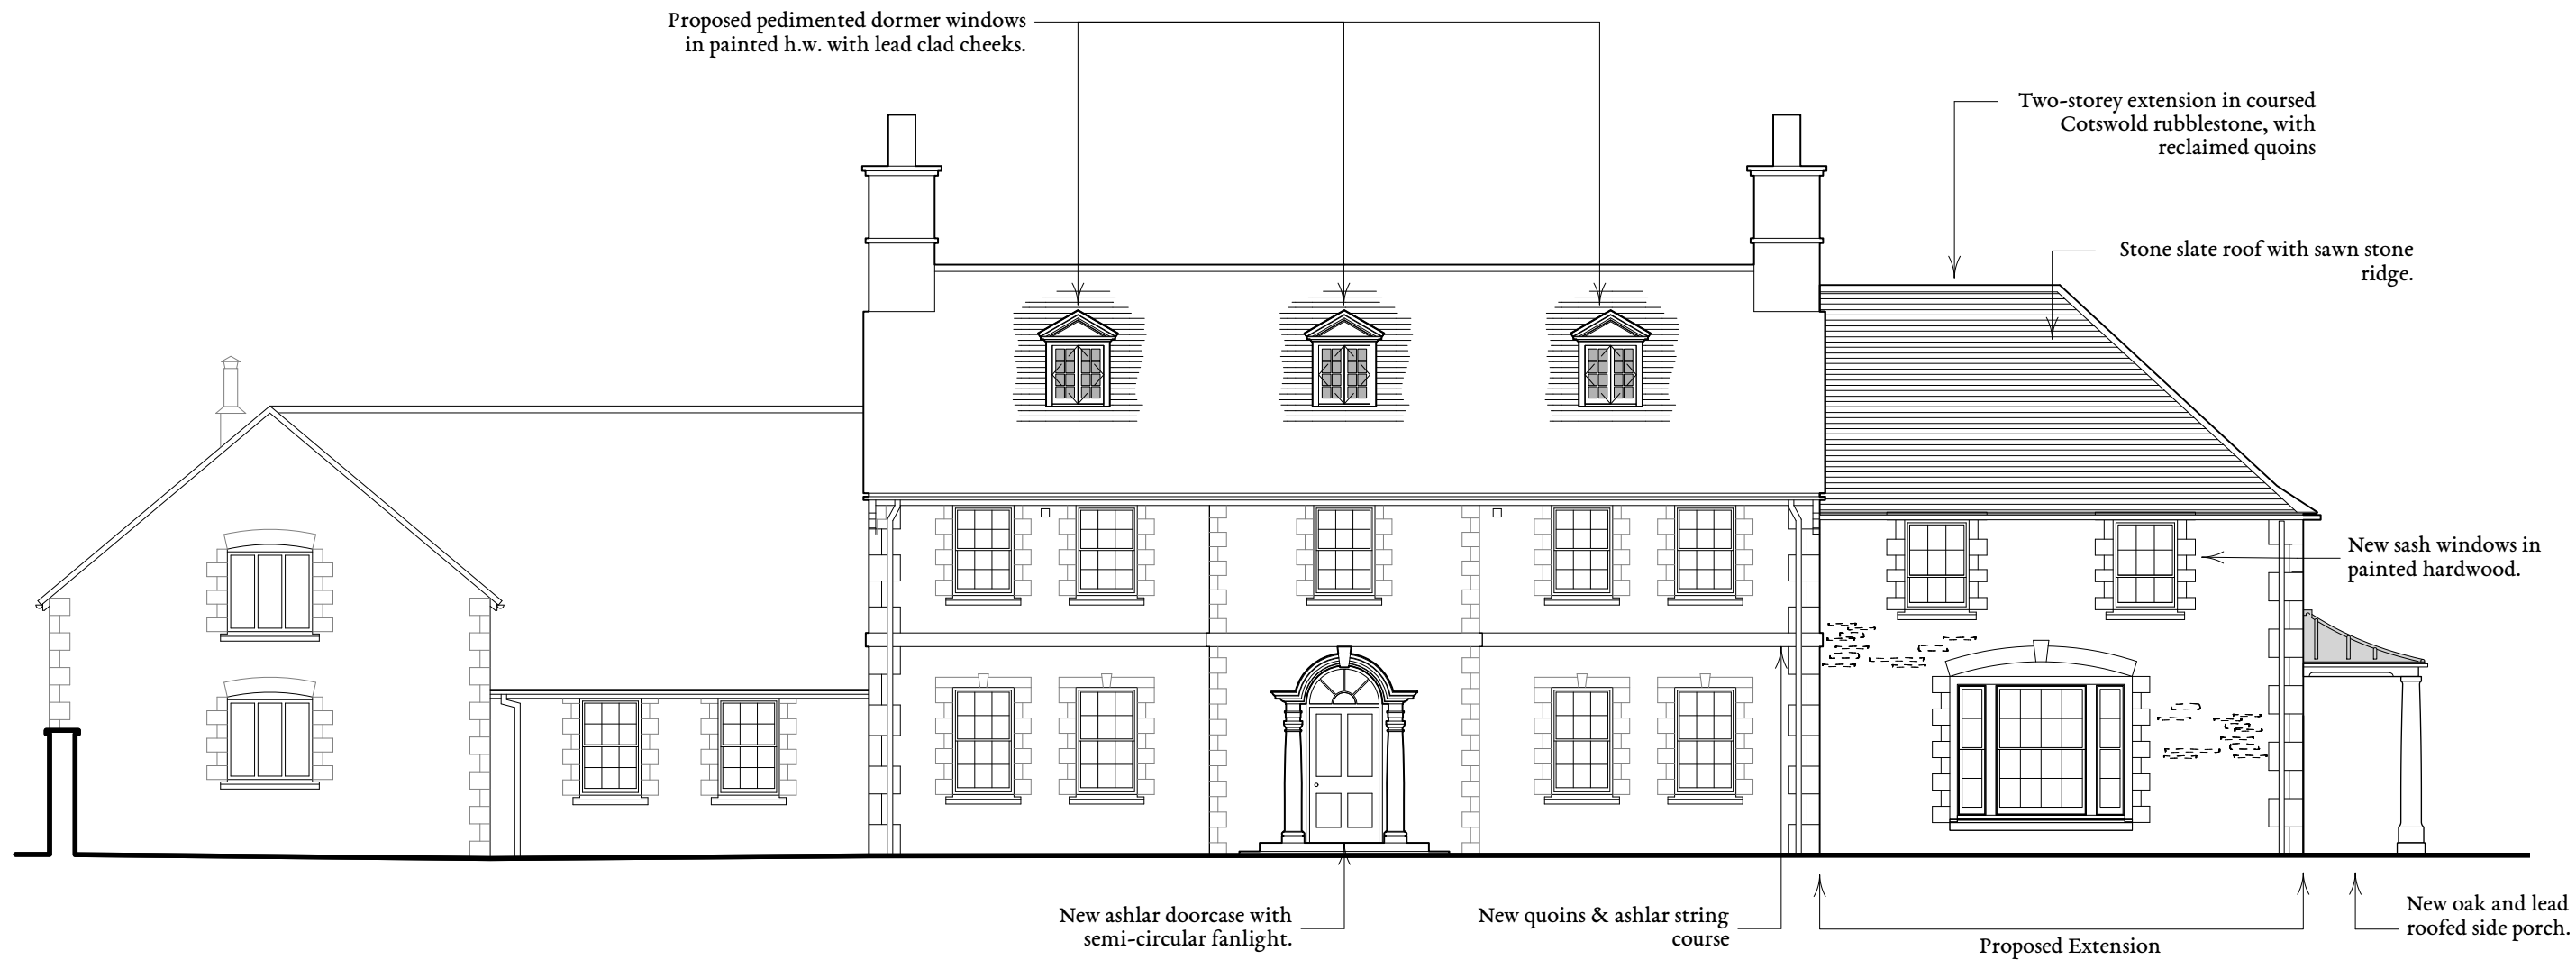 Proposed pedimented dormer windows
in painted h.w. with lead clad cheeks.
Two-storey extension in coursed
Cotswold rubblestone, with
reclaimed quoins
Stone slate roof with sawn stone
ridge.
New sash windows in
painted hardwood.
New ashlar doorcase with
semi-circular fanlight.
New quoins & ashlar string
course
Proposed Extension
New oak and lead
roofed side porch.